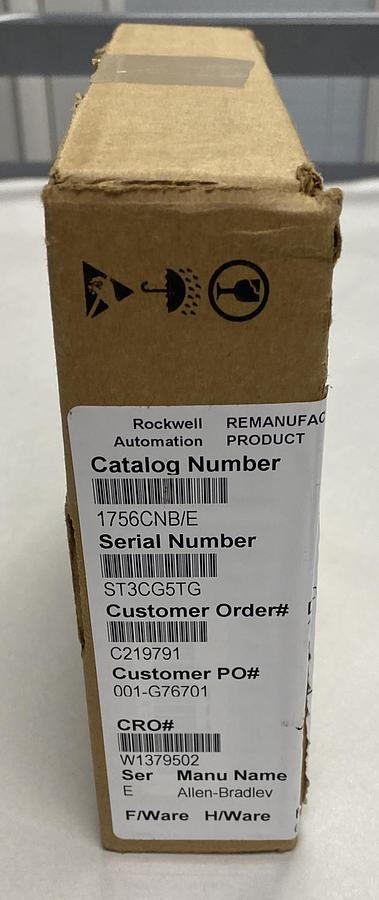 Rockwell REMANUFAC
Automation PRODUCT
Catalog Number
1756CNB/E
Serial Number
ST3CG5TG
Customer Order#
C219791
Customer PO#
001-G76701
CRO#
W1379502
Ser Manu Name
E Allen-Bradley
F/Ware H/Ware